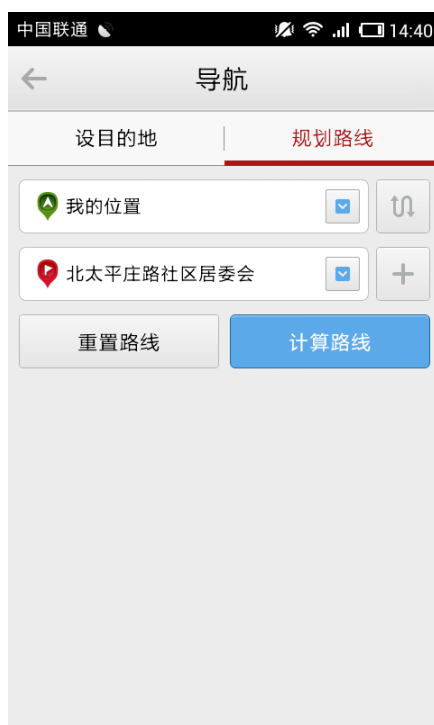 中国联通 14:40
导航
设目的地 规划路线
我的位置
北太平庄路社区居委会
重置路线 计算路线